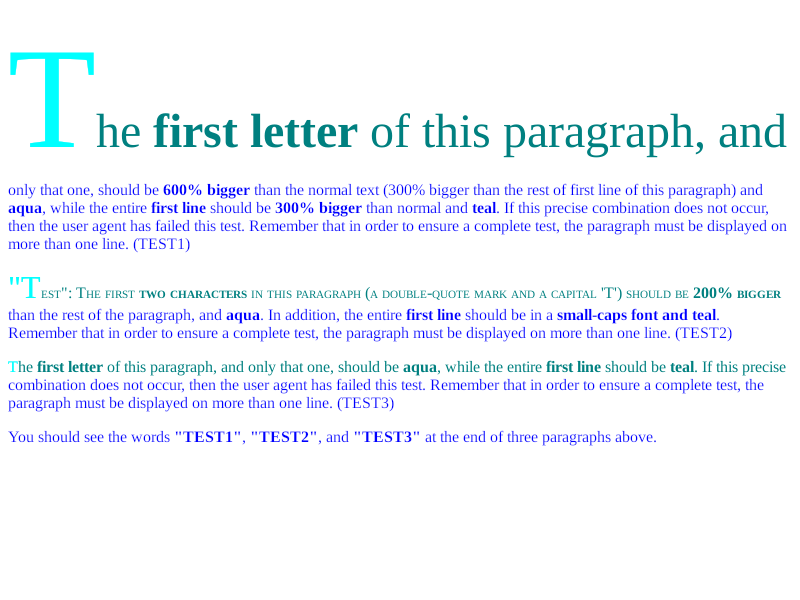 The first letter of this paragraph, and
only that one, should be 600% bigger than the normal text (300% bigger than the rest of first line of this paragraph) and
aqua, while the entire first line should be 300% bigger than normal and teal. If this precise combination does not occur,
then the user agent has failed this test. Remember that in order to ensure a complete test, the paragraph must be displayed on
more than one line. (TEST1)
"Test": The first two characters in this paragraph (a double-quote mark and a capital 'T') should be 200% bigger
than the rest of the paragraph, and aqua. In addition, the entire first line should be in a small-caps font and teal.
Remember that in order to ensure a complete test, the paragraph must be displayed on more than one line. (TEST2)
The first letter of this paragraph, and only that one, should be aqua, while the entire first line should be teal. If this precise
combination does not occur, then the user agent has failed this test. Remember that in order to ensure a complete test, the
paragraph must be displayed on more than one line. (TEST3)
You should see the words "TEST1", "TEST2", and "TEST3" at the end of three paragraphs above.